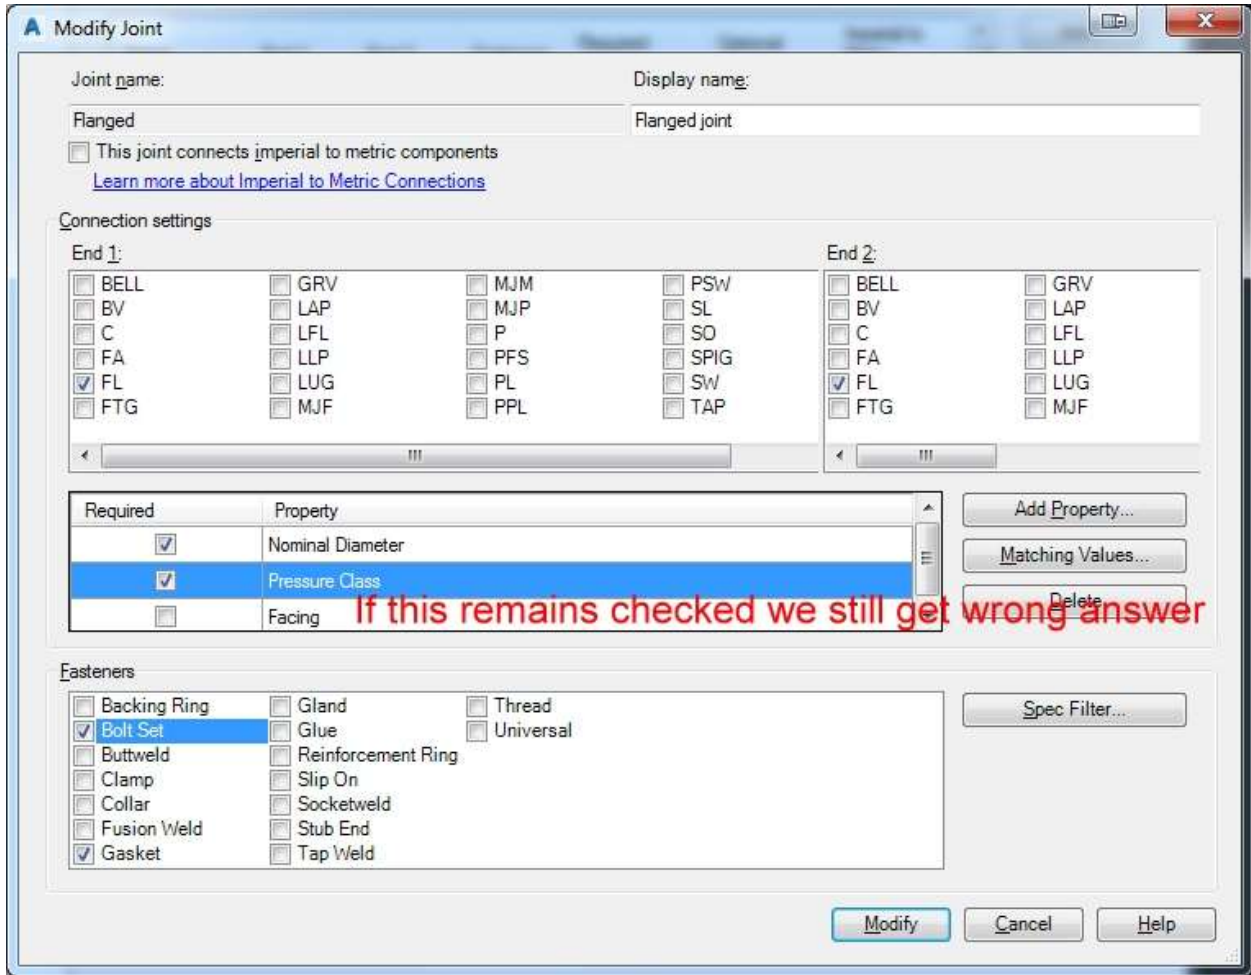 Modify Joint
Joint name:
Display name:
Flanged
Flanged joint
This joint connects imperial to metric components
Learn more about Imperial to Metric Connections
Connection settings
End 1:
BELL GRV MJM PSW
BV LAP MJP SL
C LFL P SO
FA LLP PFS SPIG
FL LUG PL SW
FTG MJF PPL TAP
End 2:
BELL GRV
BV LAP
C LFL
FA LLP
FL LUG
FTG MJF
Required Property
Nominal Diameter
Pressure Class
Facing
If this remains checked we still get wrong answer
Add Property...
Matching Values...
Delete
Fasteners
Backing Ring Gland Thread
Bolt Set Glue Universal
Buttweld Reinforcement Ring
Clamp Slip On
Collar Socketweld
Fusion Weld Stub End
Gasket Tap Weld
Spec Filter...
Modify Cancel Help